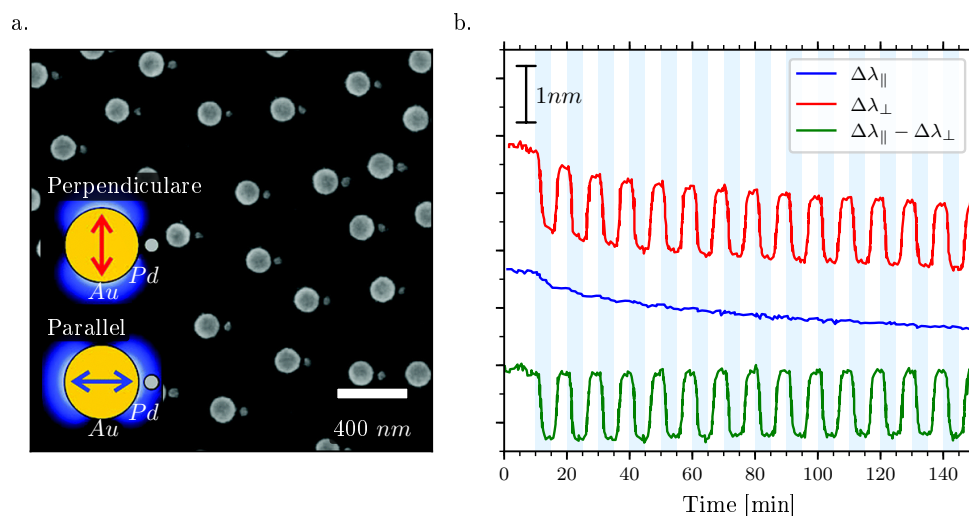 a.
Perpendiculare
Pd
Au
Parallel
Pd
Au
400 nm
b.
1nm
Δλ∥
Δλ⊥
Δλ∥ − Δλ⊥
0 20 40 60 80 100 120 140
Time [min]